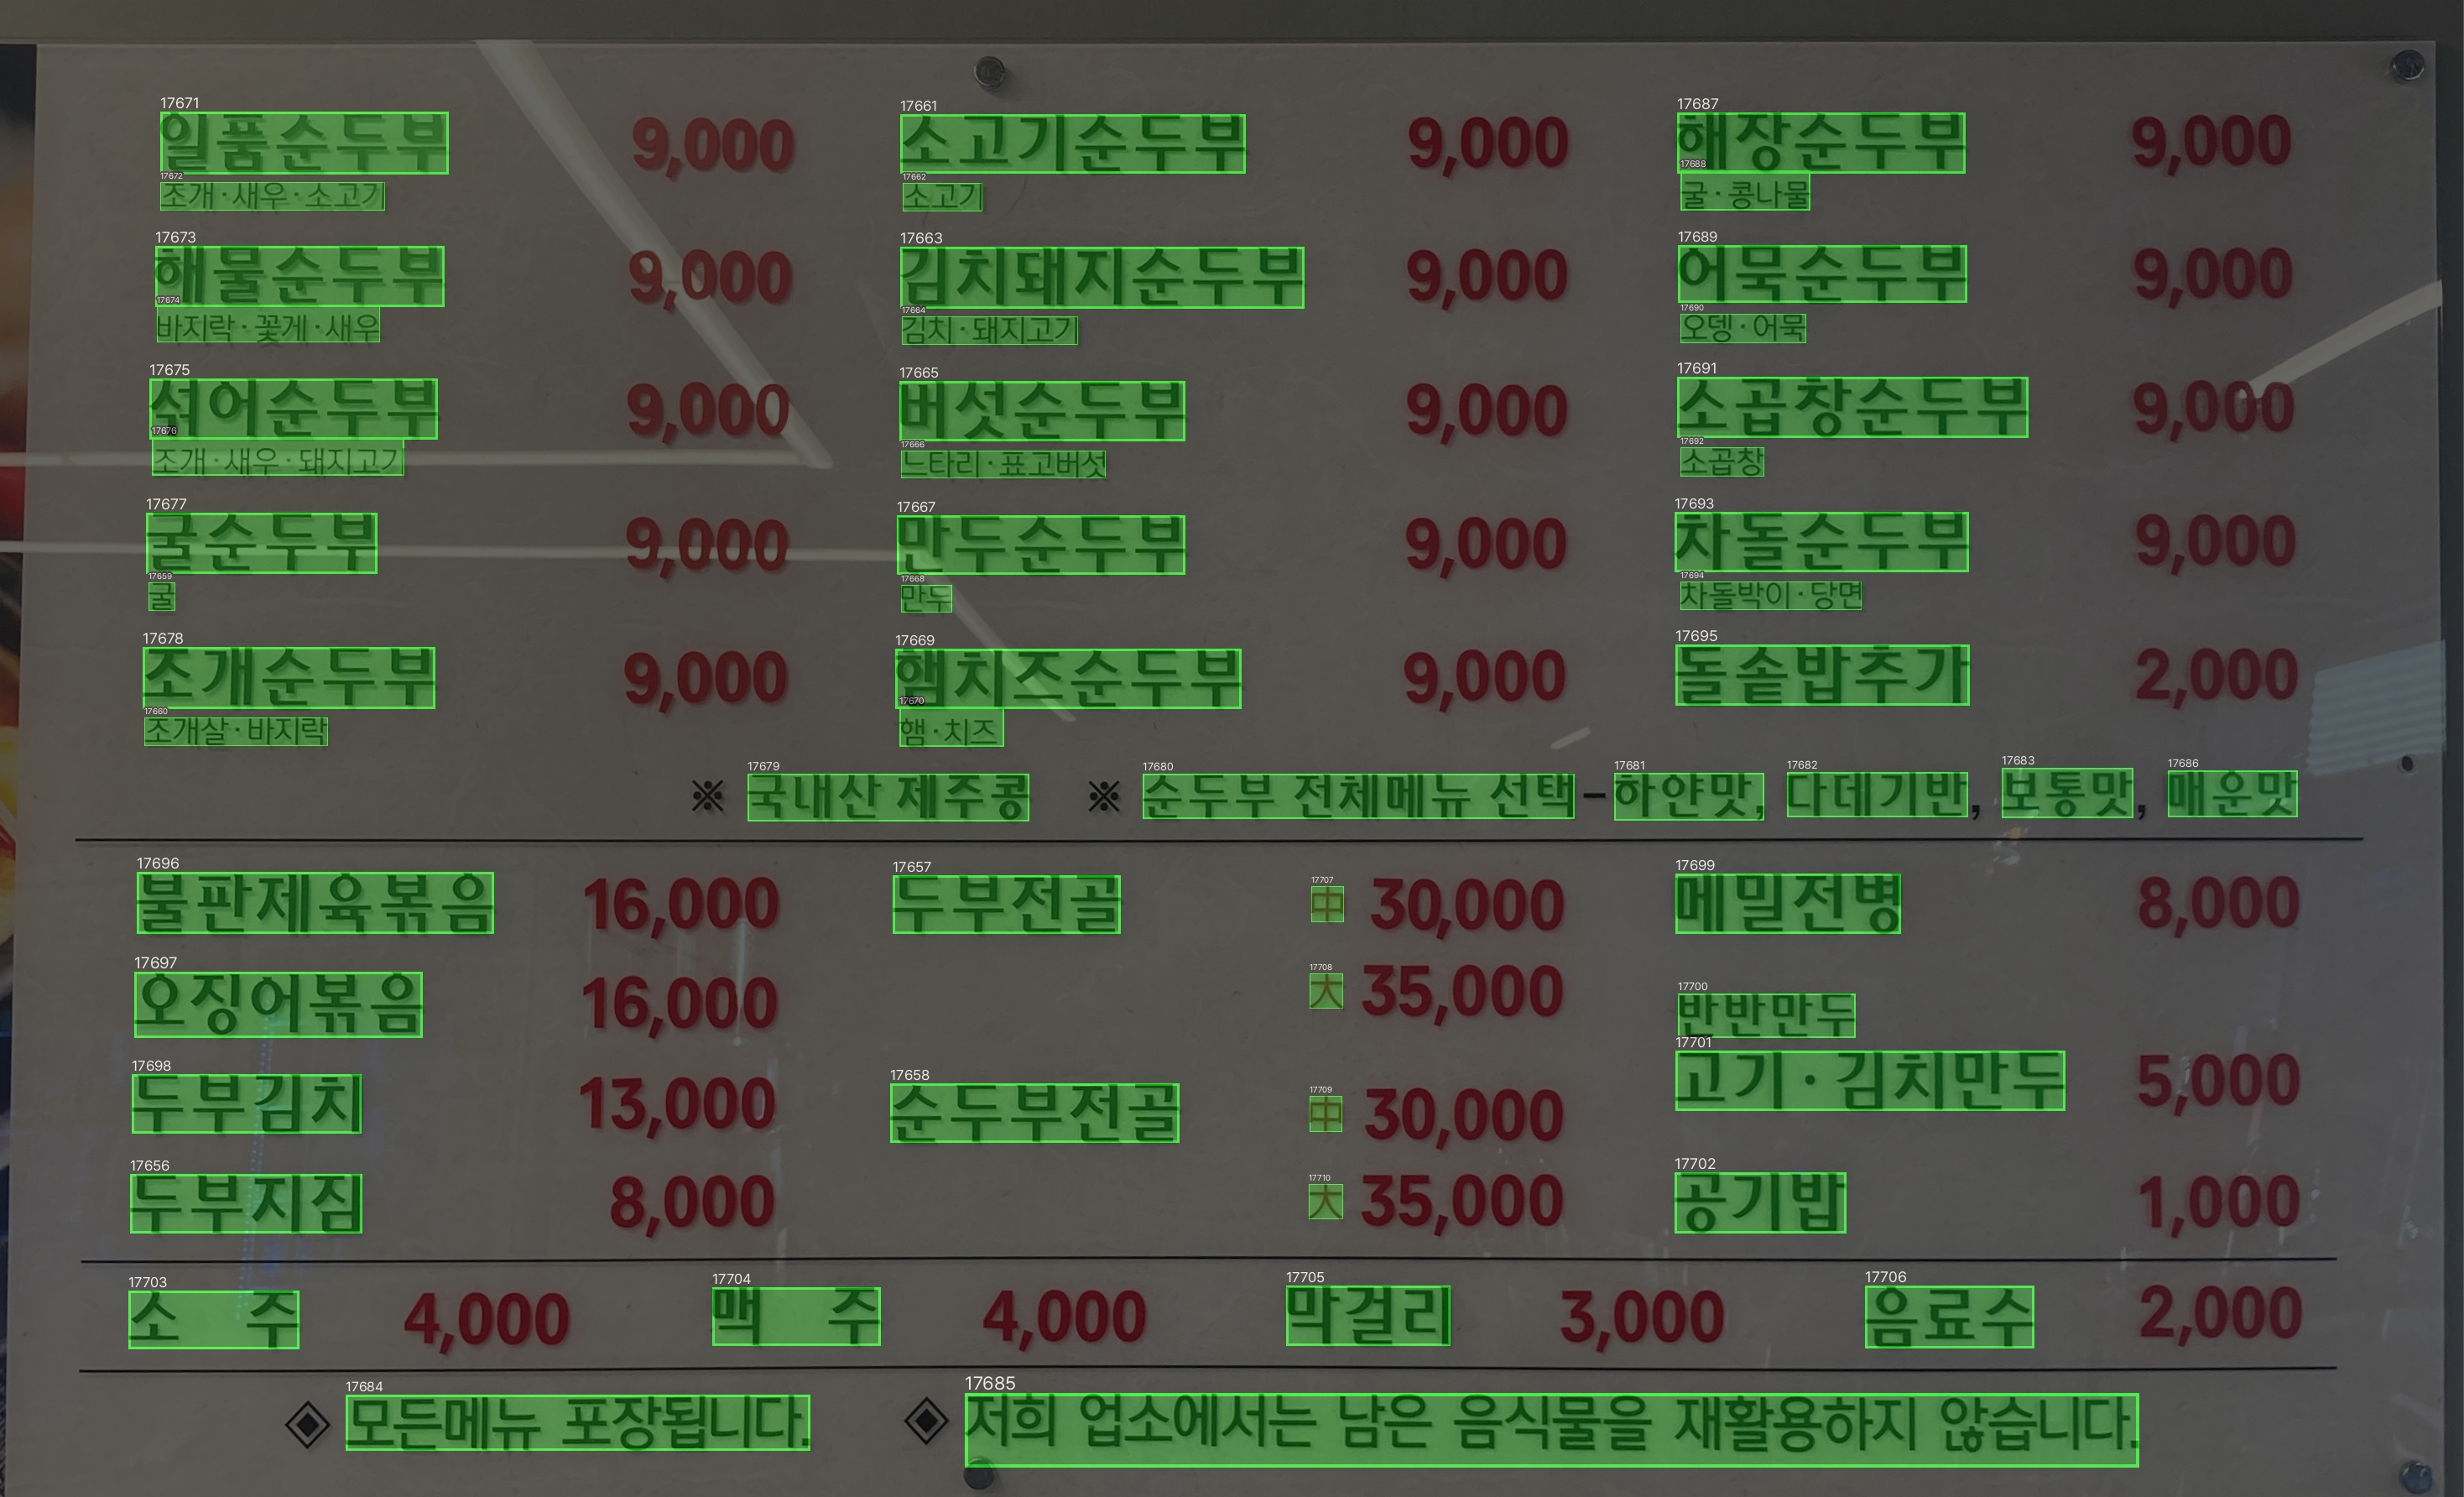 일품순두부 9,000 소고기순두부 9,000 해장순두부 9,000
조개·새우·소고기 소고기 굴·콩나물
해물순두부 9,000 김치돼지순두부 9,000 어묵순두부 9,000
바지락·꽃게·새우 김치·돼지고기 오뎅·어묵
섞어순두부 9,000 버섯순두부 9,000 소곱창순두부 9,000
조개·새우·돼지고기 느타리·표고버섯 소곱창
굴순두부 9,000 만두순두부 9,000 차돌순두부 9,000
굴 만두 차돌박이·당면
조개순두부 9,000 햄치즈순두부 9,000 돌솥밥추가 2,000
조개살·바지락 햄·치즈
※ 국내산 제주콩 ※ 순두부 전체메뉴 선택-하얀맛, 다데기반, 보통맛, 매운맛
불판제육볶음 16,000 두부전골 中 30,000 메밀전병 8,000
오징어볶음 16,000 大 35,000 반반만두
두부김치 13,000 순두부전골 中 30,000 고기·김치만두 5,000
두부지짐 8,000 大 35,000 공기밥 1,000
소 주 4,000 맥 주 4,000 막걸리 3,000 음료수 2,000
◈ 모든메뉴 포장됩니다. ◈ 저희 업소에서는 남은 음식물을 재활용하지 않습니다.
17671 17661 17687
17672 17662 17688
17673 17663 17689
17674 17664 17690
17675 17665 17691
17676 17666 17692
17677 17667 17693
17659 17668 17694
17678 17669 17695
17660 17670
17679 17680 17681 17682 17683 17686
17696 17657 17707 17699
17697 17708 17700
17698 17658 17709 17701
17656 17710 17702
17703 17704 17705 17706
17684 17685